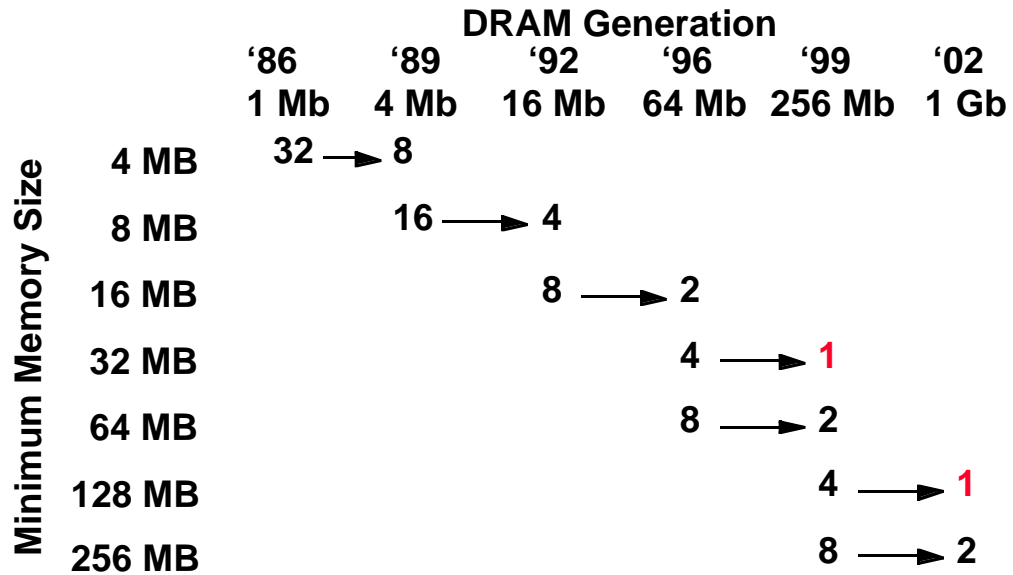 DRAM Generation
‘86 ‘89 ‘92 ‘96 ‘99 ‘02
1 Mb 4 Mb 16 Mb 64 Mb 256 Mb 1 Gb
Minimum Memory Size
4 MB 32 8
8 MB 16 4
16 MB 8 2
32 MB 4 1
64 MB 8 2
128 MB 4 1
256 MB 8 2